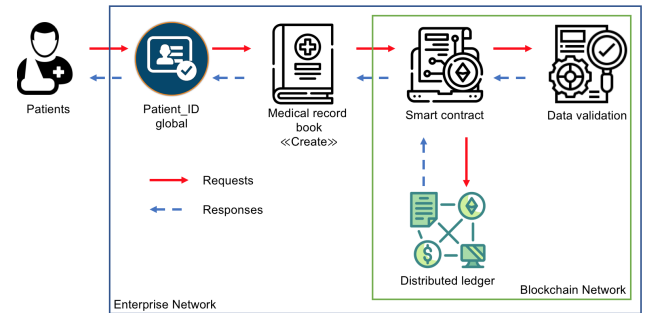 Patients
Patient_ID
global
Medical record
book
≪Create≫
Smart contract
Data validation
Requests
Responses
$
Distributed ledger
Blockchain Network
Enterprise Network